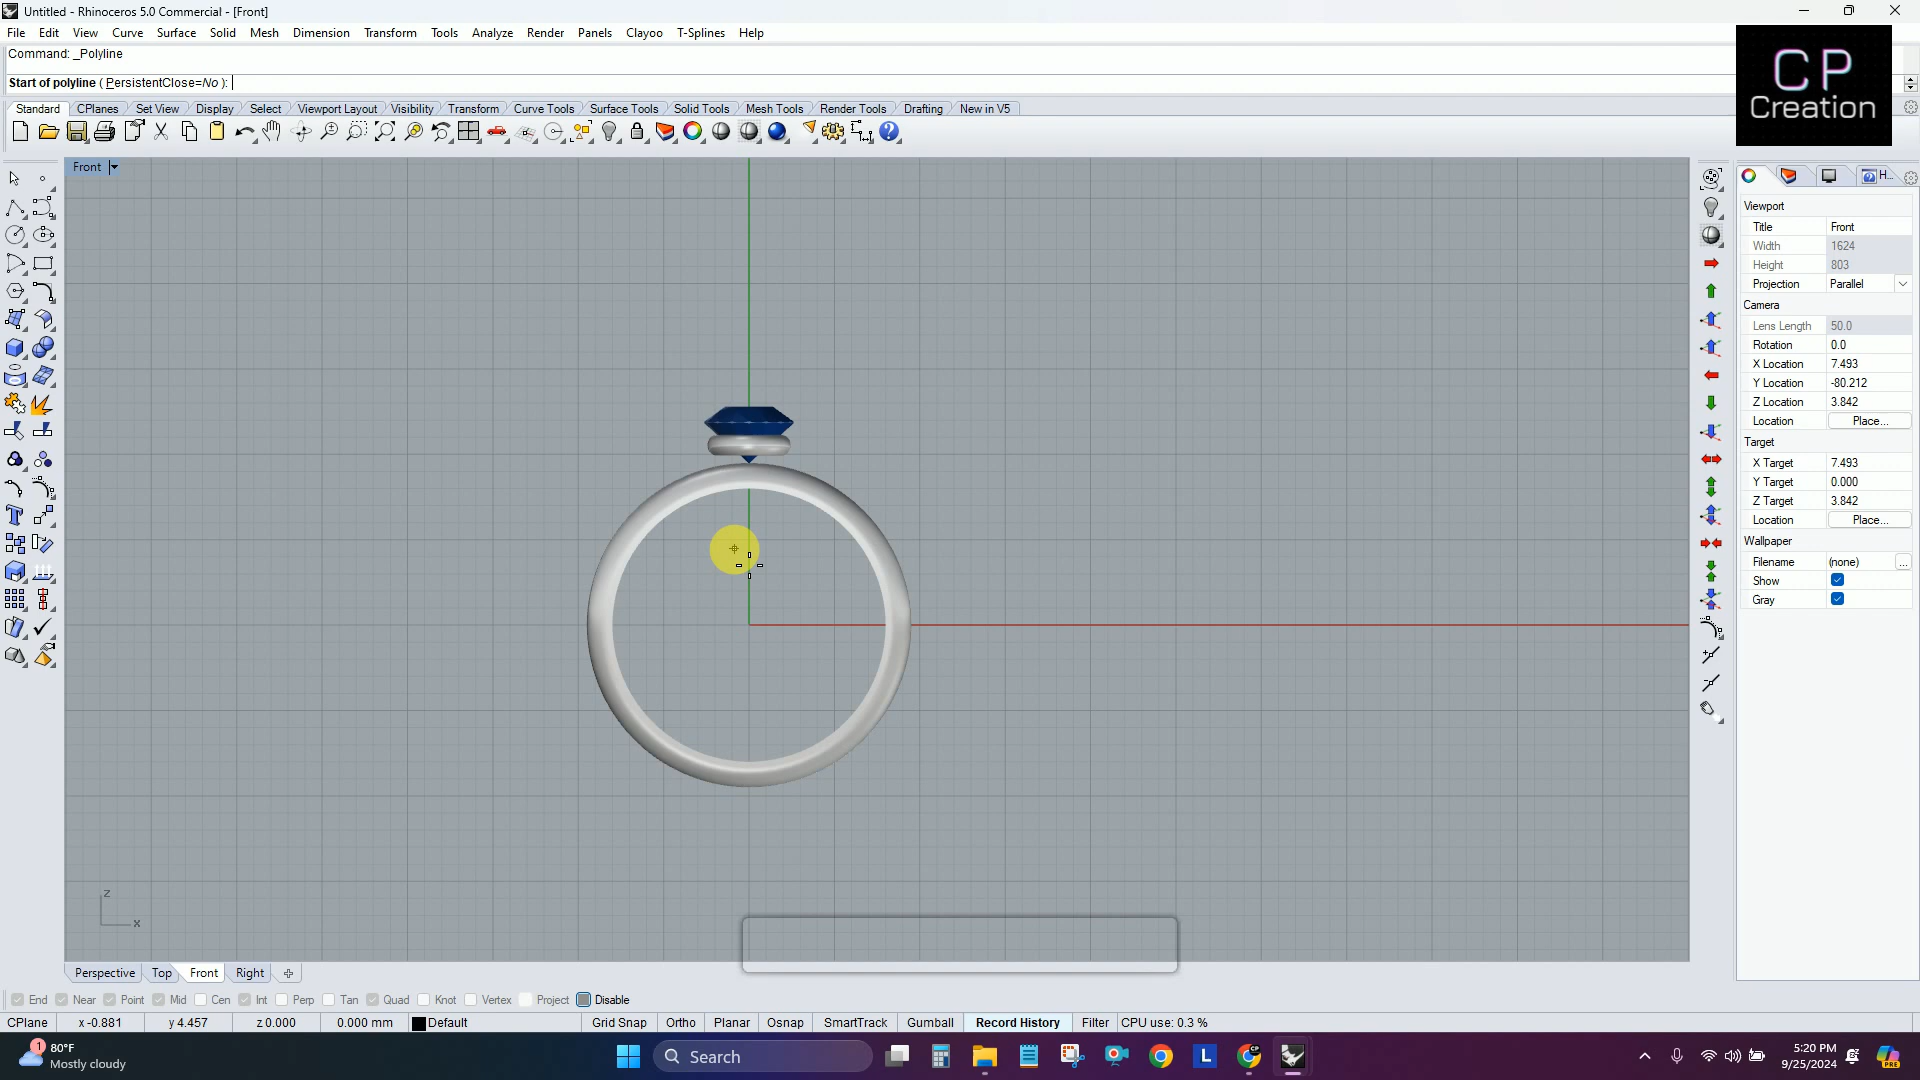 Untitled - Rhinoceros 5.0 Commercial - [Front]
File Edit View Curve Surface Solid Mesh Dimension Transform Tools Analyze Render Panels Clayoo T-Splines Help
Command: _Polyline
Start of polyline ( PersistentClose=No ):
CP
Creation
Standard CPlanes Set View Display Select Viewport Layout Visibility Transform Curve Tools Surface Tools Solid Tools Mesh Tools Render Tools Drafting New in V5
Front
H...
Viewport
Title Front
Width 1624
Height 803
Projection Parallel
Camera
Lens Length 50.0
Rotation 0.0
X Location 7.493
Y Location -80.212
Z Location 3.842
Location Place...
Target
X Target 7.493
Y Target 0.000
Z Target 3.842
Location Place...
Wallpaper
Filename (none) ...
Show
Gray
z
x
Perspective Top Front Right
End Near Point Mid Cen Int Perp Tan Quad Knot Vertex Project Disable
CPlane x -0.881 y 4.457 z 0.000 0.000 mm Default Grid Snap Ortho Planar Osnap SmartTrack Gumball Record History Filter CPU use: 0.3 %
1
80°F
Mostly cloudy
Search
L
CP
5:20 PM
9/25/2024
PRE